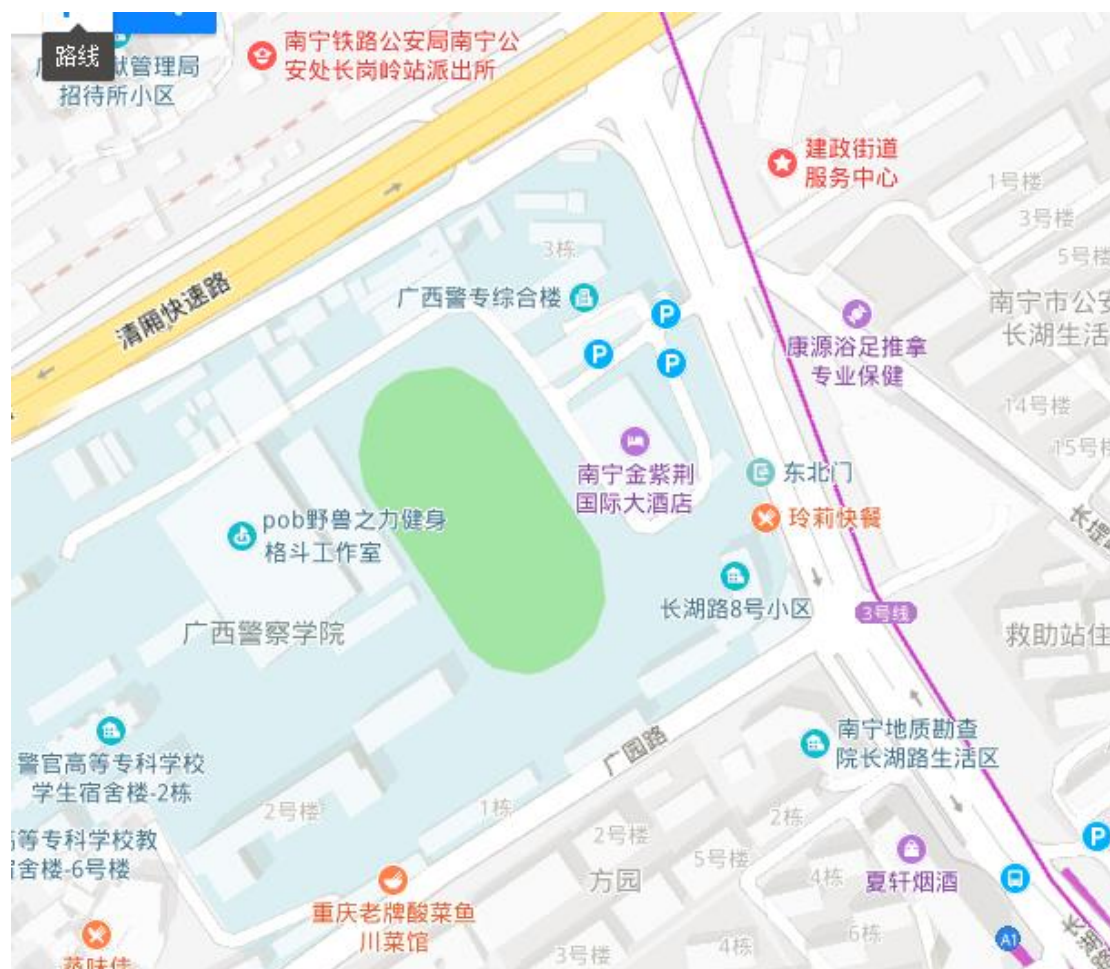 路线
管理局
招待所小区
南宁铁路公安局南宁公
安处长岗岭站派出所
建政街道
服务中心
1号楼
3号楼
3栋
5号楼
清厢快速路
广西警专综合楼
P
P
P
南宁市公安
长湖生活
康源浴足推拿
专业保健
14号楼
15号楼
南宁金紫荆
国际大酒店
东北门
玲莉快餐
pob野兽之力健身
格斗工作室
长堤路
长湖路8号小区
3号线
广西警察学院
救助站住
南宁地质勘查
院长湖路生活区
广园路
警官高等专科学校
学生宿舍楼-2栋
2号楼
1栋
2栋
2号楼
等专科学校教
舍楼-6号楼
5号楼
P
方园
4栋
夏轩烟酒
重庆老牌酸菜鱼
川菜馆
6栋
A1
3号楼
4栋
蒸味佳